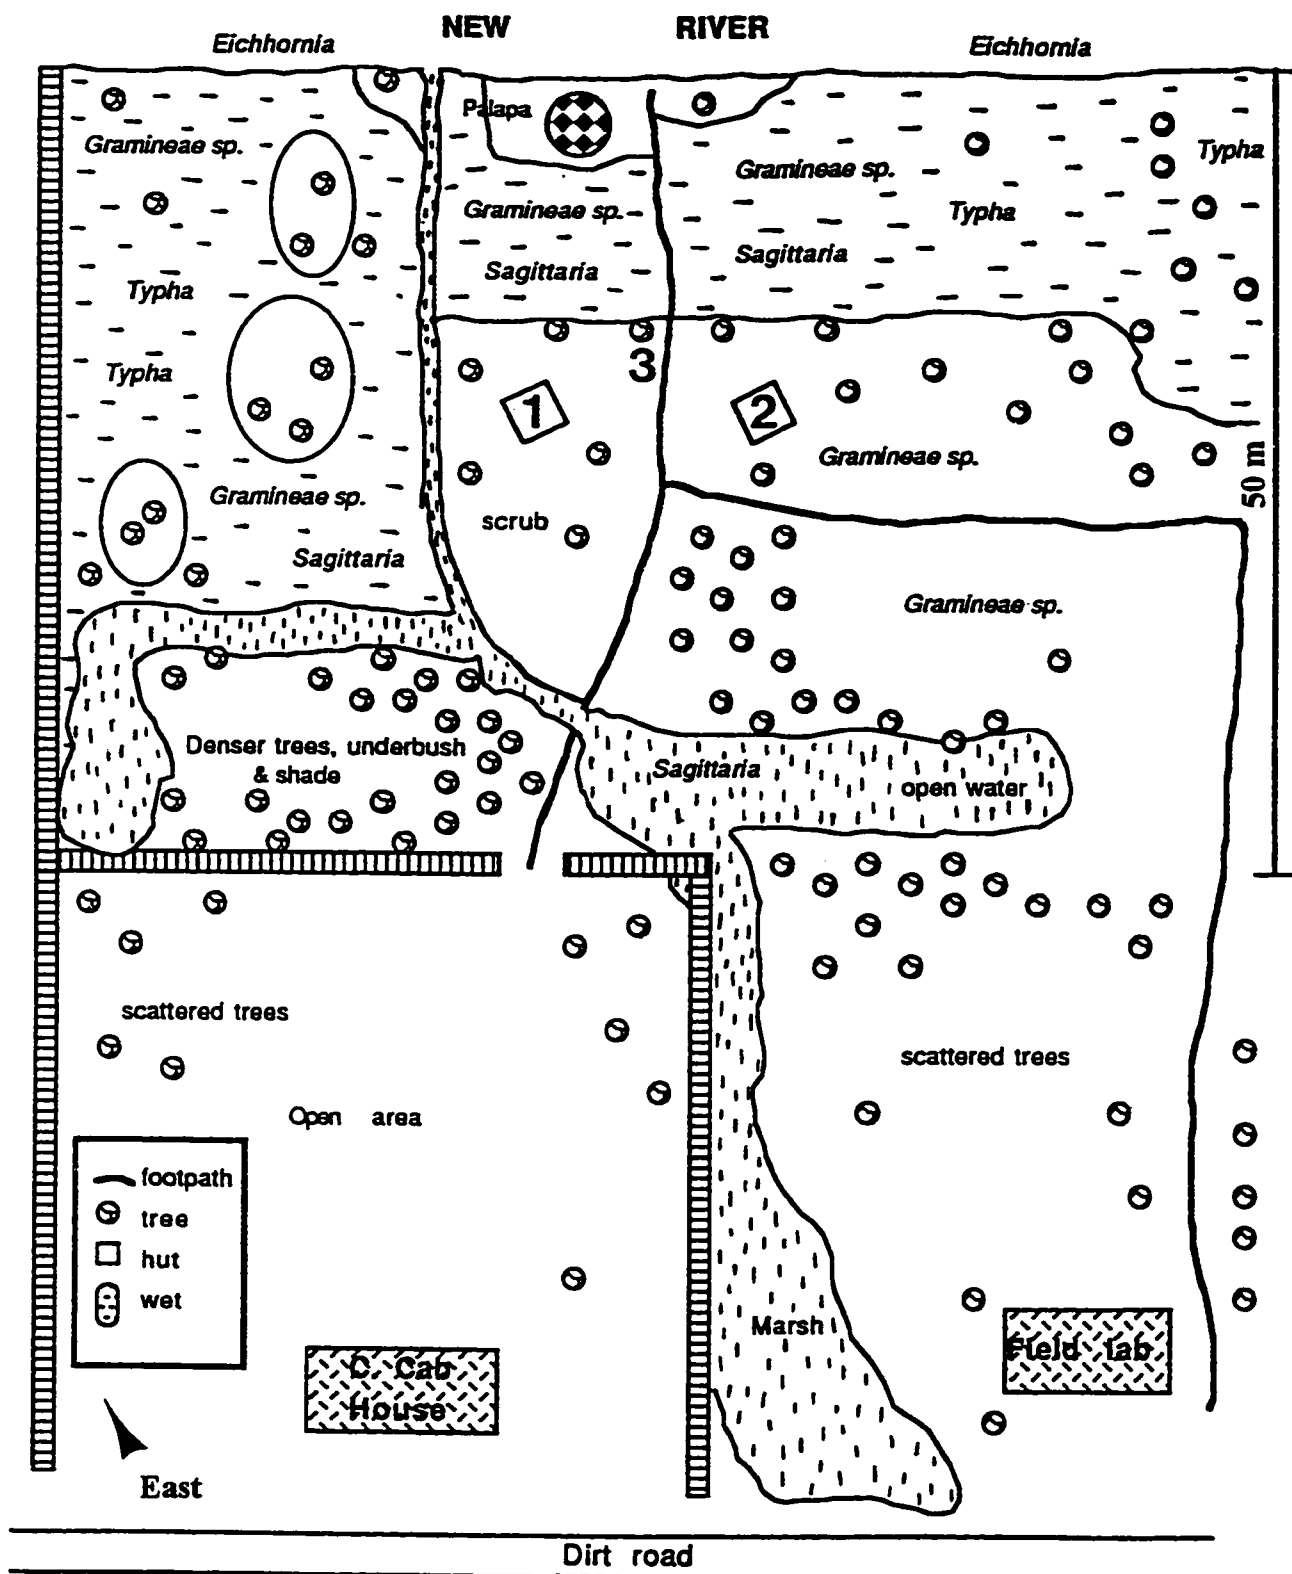 NEW RIVER
Eichhornia
Eichhornia
Palapa
Gramineae sp.
Typha
Gramineae sp.
Gramineae sp.
Typha
Sagittaria
Sagittaria
Typha
3
Typha
1
2
Gramineae sp.
Gramineae sp.
50 m
scrub
Sagittaria
Gramineae sp.
Denser trees, underbush
& shade
Sagittaria
open water
scattered trees
scattered trees
Open area
footpath
tree
hut
wet
Marsh
Field lab
C. Cab
House
East
Dirt road